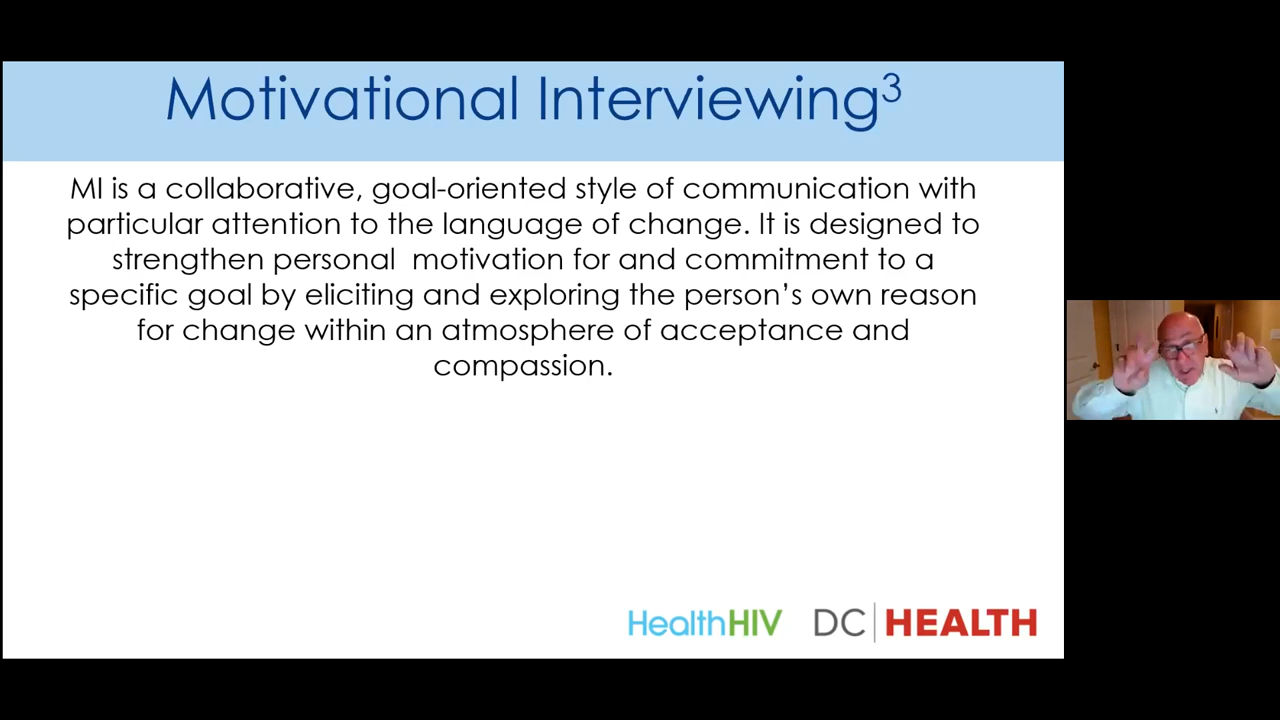 Motivational Interviewing³
MI is a collaborative, goal-oriented style of communication with
particular attention to the language of change. It is designed to
strengthen personal  motivation for and commitment to a
specific goal by eliciting and exploring the person’s own reason
for change within an atmosphere of acceptance and
compassion.
HealthHIV DC HEALTH